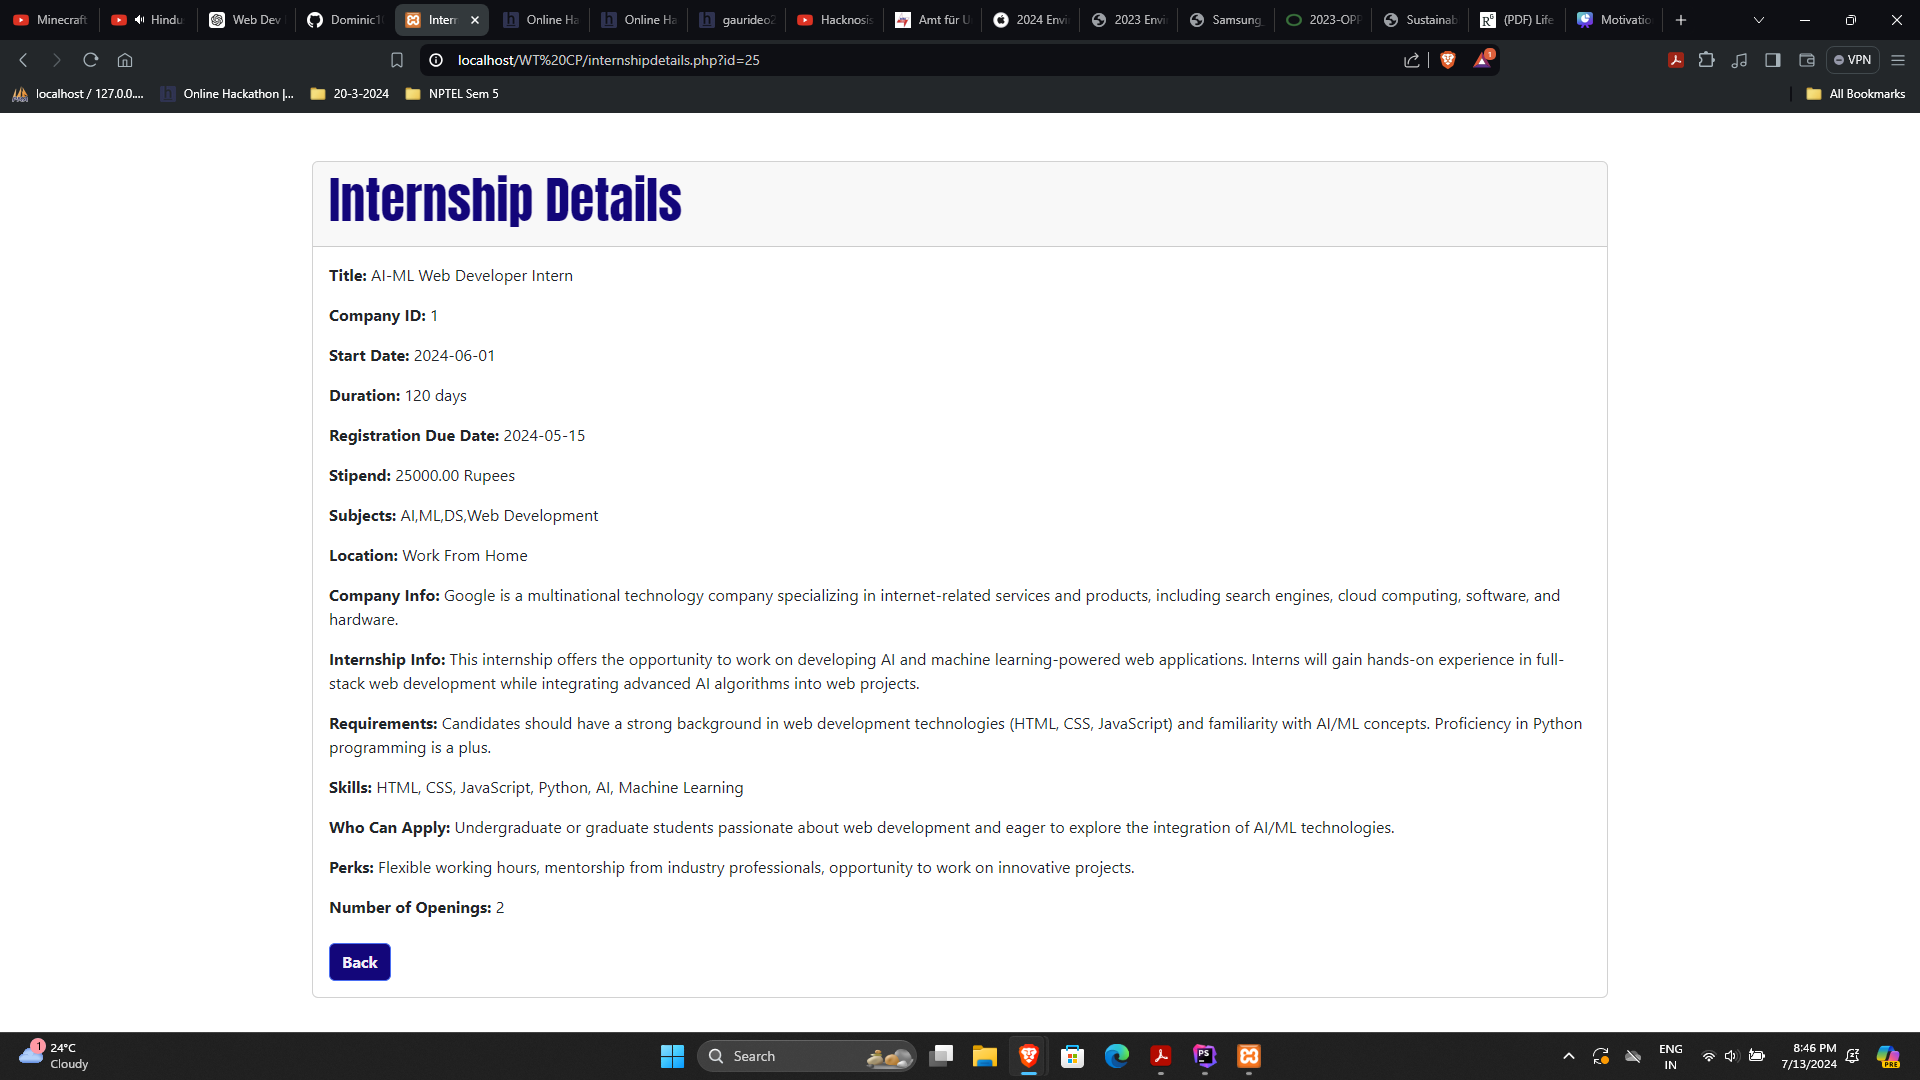 Minecraft
Hindu
Web Dev
Dominic1
Intern
Online Ha
Online Ha
gaurideo2
Hacknosis
Amt für U
2024 Envi
2023 Envi
Samsung_
2023-OPP
Sustainab
(PDF) Life
Motivatio
localhost/WT%20CP/internshipdetails.php?id=25
1
VPN
localhost / 127.0.0....
Online Hackathon |...
20-3-2024
NPTEL Sem 5
All Bookmarks
Internship Details
Title: AI-ML Web Developer Intern
Company ID: 1
Start Date: 2024-06-01
Duration: 120 days
Registration Due Date: 2024-05-15
Stipend: 25000.00 Rupees
Subjects: AI,ML,DS,Web Development
Location: Work From Home
Company Info: Google is a multinational technology company specializing in internet-related services and products, including search engines, cloud computing, software, and
hardware.
Internship Info: This internship offers the opportunity to work on developing AI and machine learning-powered web applications. Interns will gain hands-on experience in full-
stack web development while integrating advanced AI algorithms into web projects.
Requirements: Candidates should have a strong background in web development technologies (HTML, CSS, JavaScript) and familiarity with AI/ML concepts. Proficiency in Python
programming is a plus.
Skills: HTML, CSS, JavaScript, Python, AI, Machine Learning
Who Can Apply: Undergraduate or graduate students passionate about web development and eager to explore the integration of AI/ML technologies.
Perks: Flexible working hours, mentorship from industry professionals, opportunity to work on innovative projects.
Number of Openings: 2
Back
1
24°C
Cloudy
Search
PS
ENG
IN
8:46 PM
7/13/2024
PRE